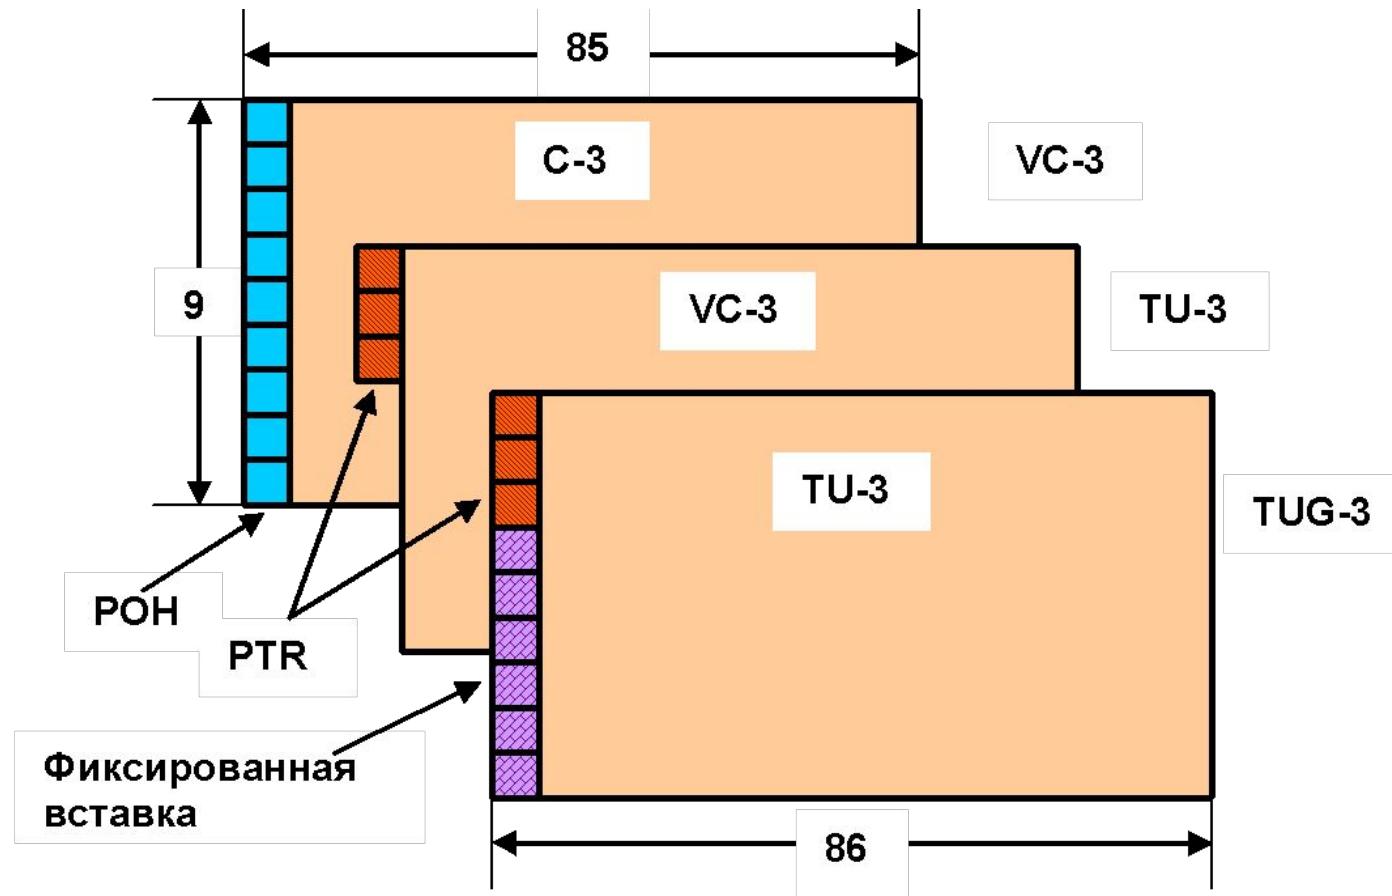 85
C-3
VC-3
9
VC-3
TU-3
TU-3
TUG-3
POH
PTR
Фиксированная
вставка
86